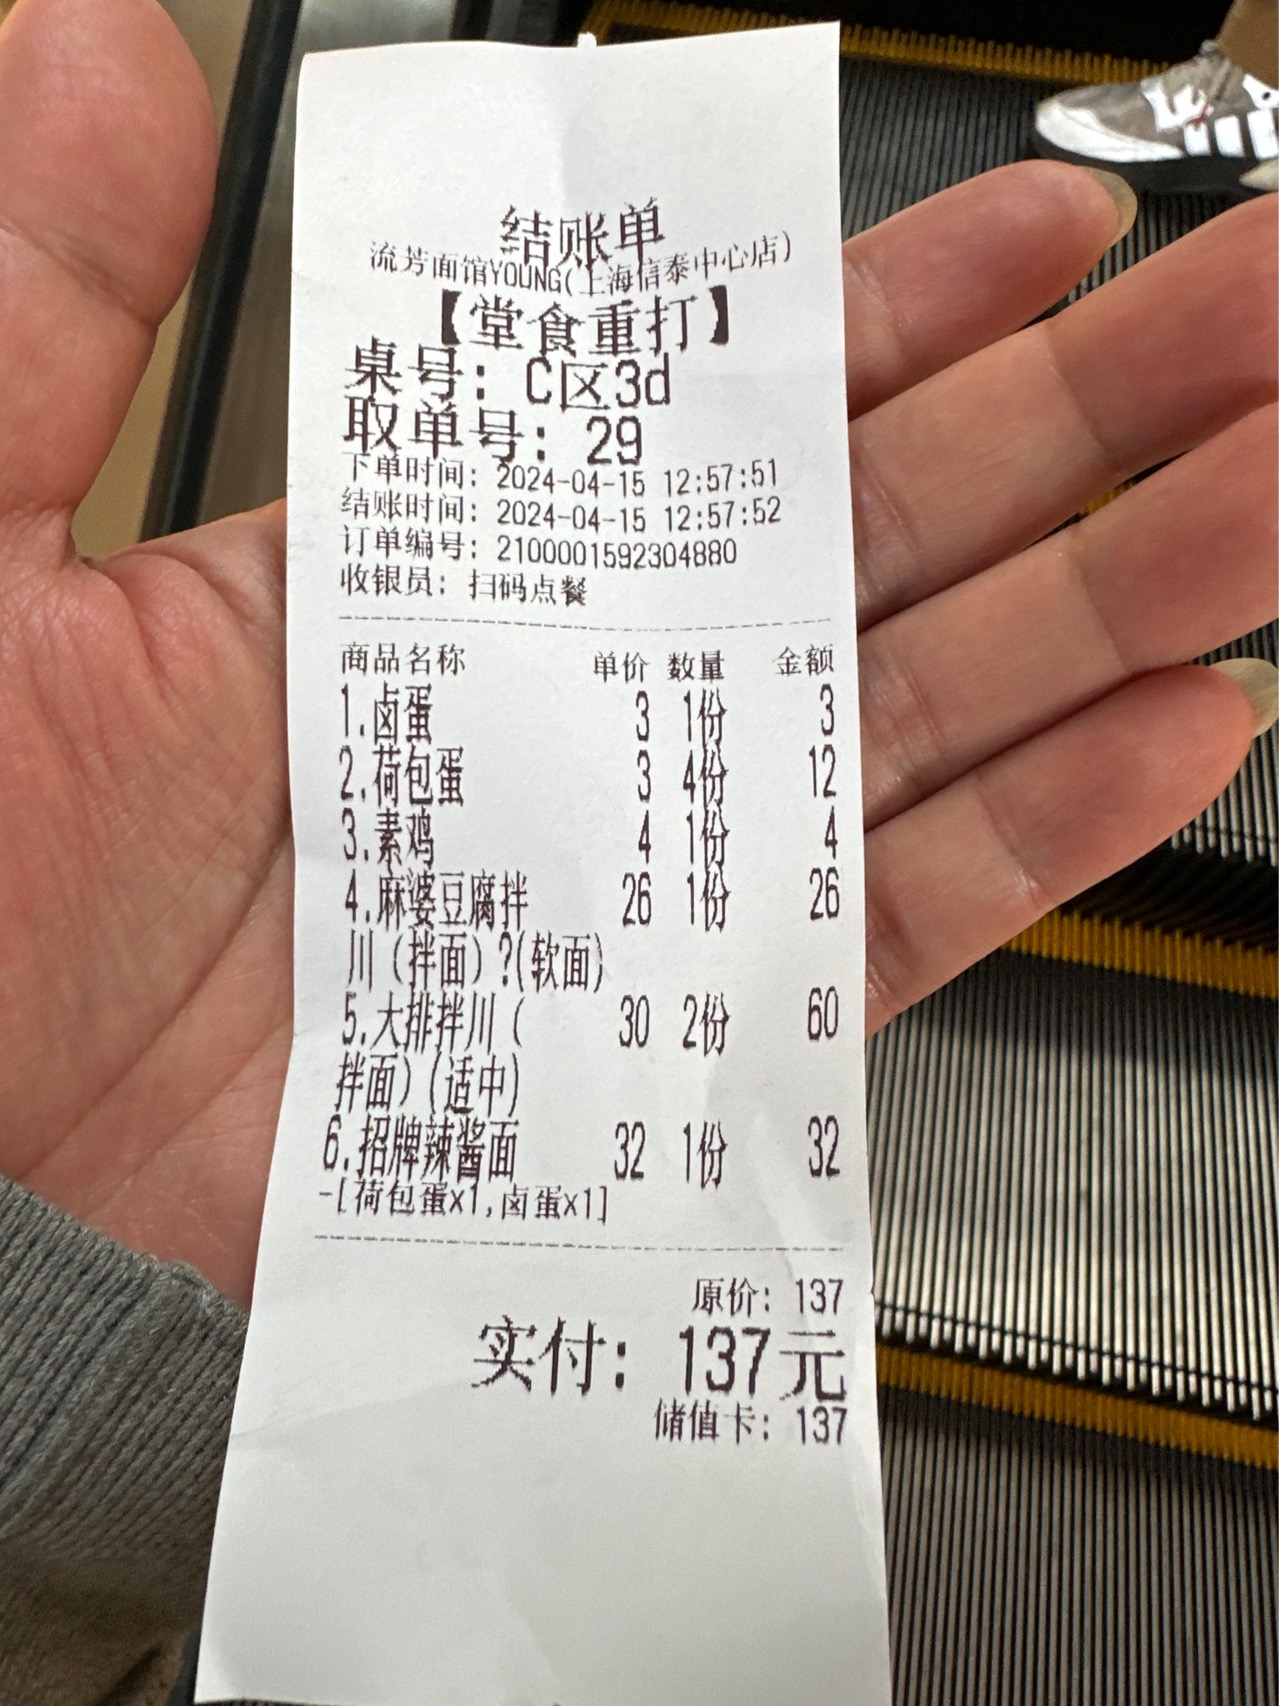 结账单
流芳面馆YOUNG(上海信泰中心店)
【堂食重打】
桌号: C区3d
取单号: 29
下单时间: 2024-04-15 12:57:51
结账时间: 2024-04-15 12:57:52
订单编号: 2100001592304880
收银员: 扫码点餐
商品名称 单价 数量 金额
1.卤蛋 3 1份 3
2.荷包蛋 3 4份 12
3.素鸡 4 1份 4
4.麻婆豆腐拌 26 1份 26
川(拌面)?(软面)
5.大排拌川( 30 2份 60
拌面)(适中)
6.招牌辣酱面 32 1份 32
-[荷包蛋x1,卤蛋x1]
原价: 137
实付: 137元
储值卡: 137